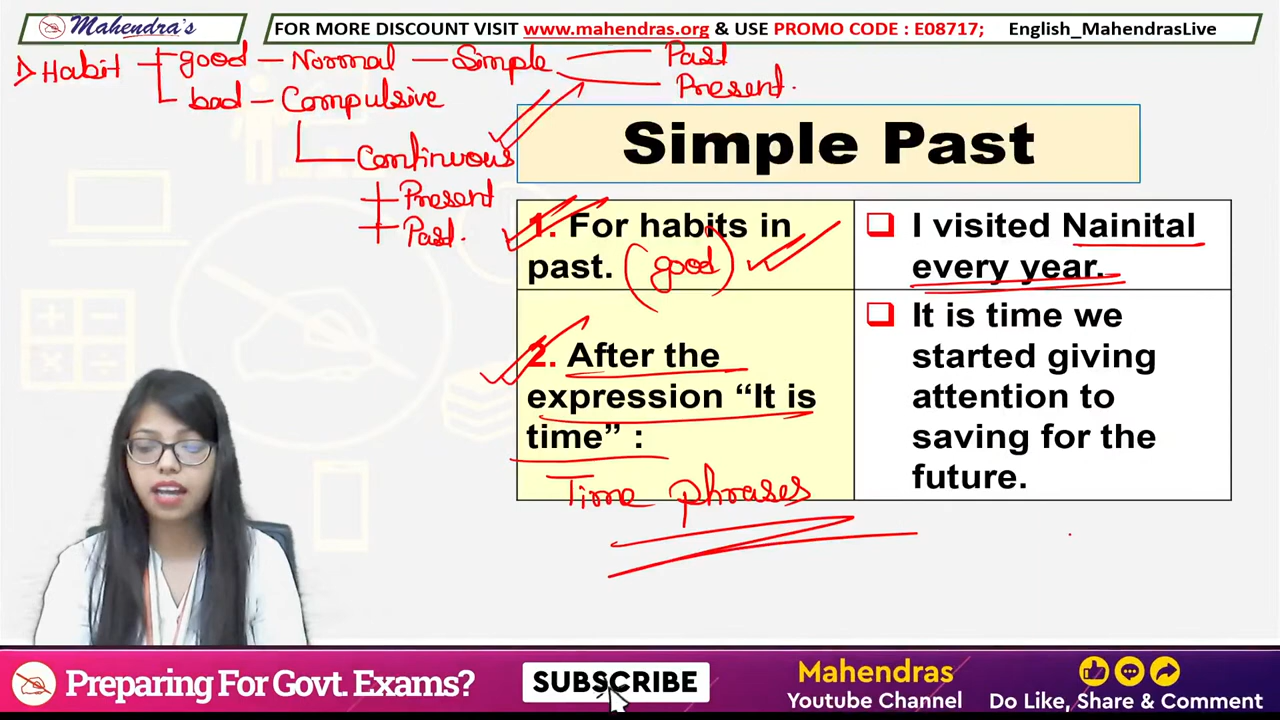 Mahendra's
FOR MORE DISCOUNT VISIT www.mahendras.org & USE PROMO CODE : E08717; English_MahendrasLive
Habit good – Normal – Simple Past
Present.
bad – Compulsive
Continuous
Present
Past.
Simple Past
1. For habits in
past. (good)
I visited Nainital
every year.
2. After the
expression “It is
time” :
Time phrases
It is time we
started giving
attention to
saving for the
future.
Preparing For Govt. Exams?
SUBSCRIBE
Mahendras
Youtube Channel
Do Like, Share & Comment